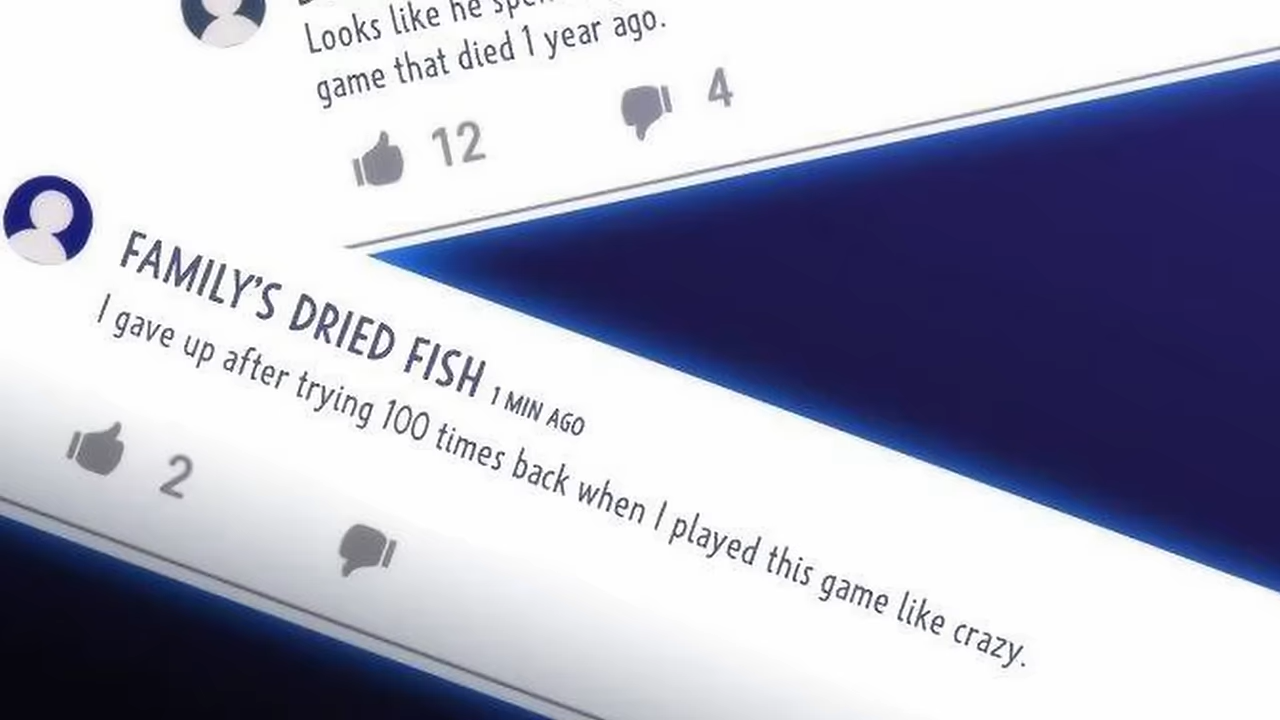 Looks like he
game that died 1 year ago.
12
4
FAMILY'S DRIED FISH 1 MIN AGO
I gave up after trying 100 times back when I played this game like crazy.
2